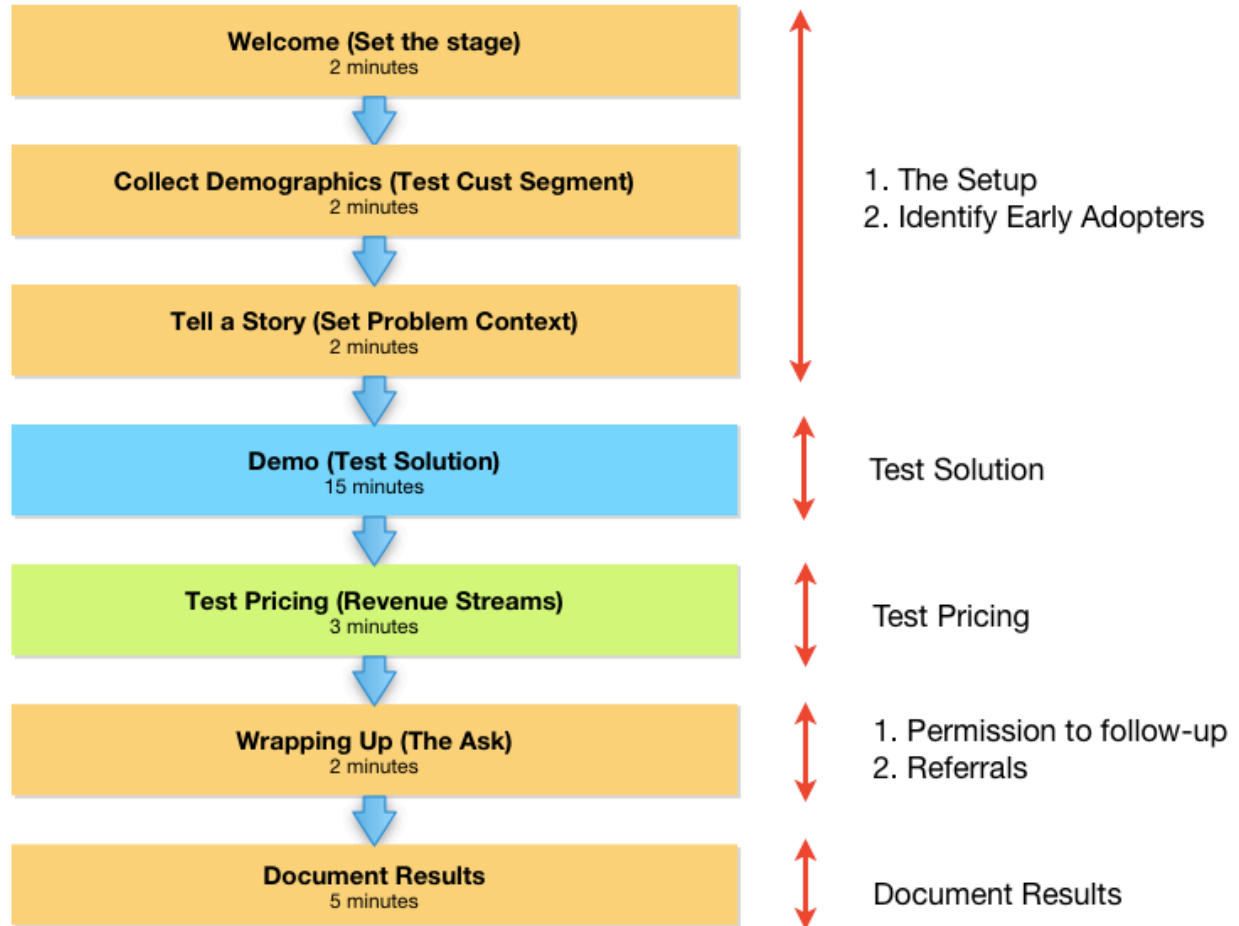 Welcome (Set the stage)
2 minutes
Collect Demographics (Test Cust Segment)
2 minutes
Tell a Story (Set Problem Context)
2 minutes
1. The Setup
2. Identify Early Adopters
Demo (Test Solution)
15 minutes
Test Solution
Test Pricing (Revenue Streams)
3 minutes
Test Pricing
Wrapping Up (The Ask)
2 minutes
1. Permission to follow-up
2. Referrals
Document Results
5 minutes
Document Results